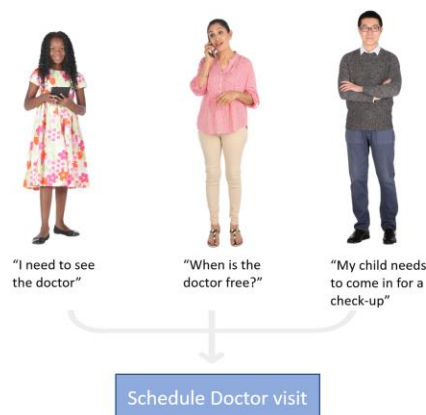 "I need to see
the doctor"
"When is the
doctor free?"
"My child needs
to come in for a
check-up"
Schedule Doctor visit